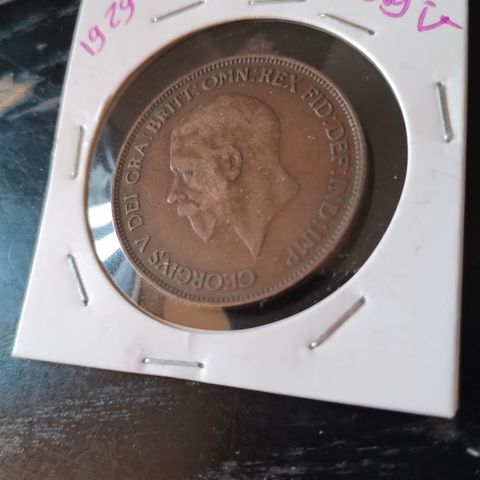 1929
GEORGIVS V DEI GRA: BRITT: OMN: REX FID: DEF: IND: IMP: